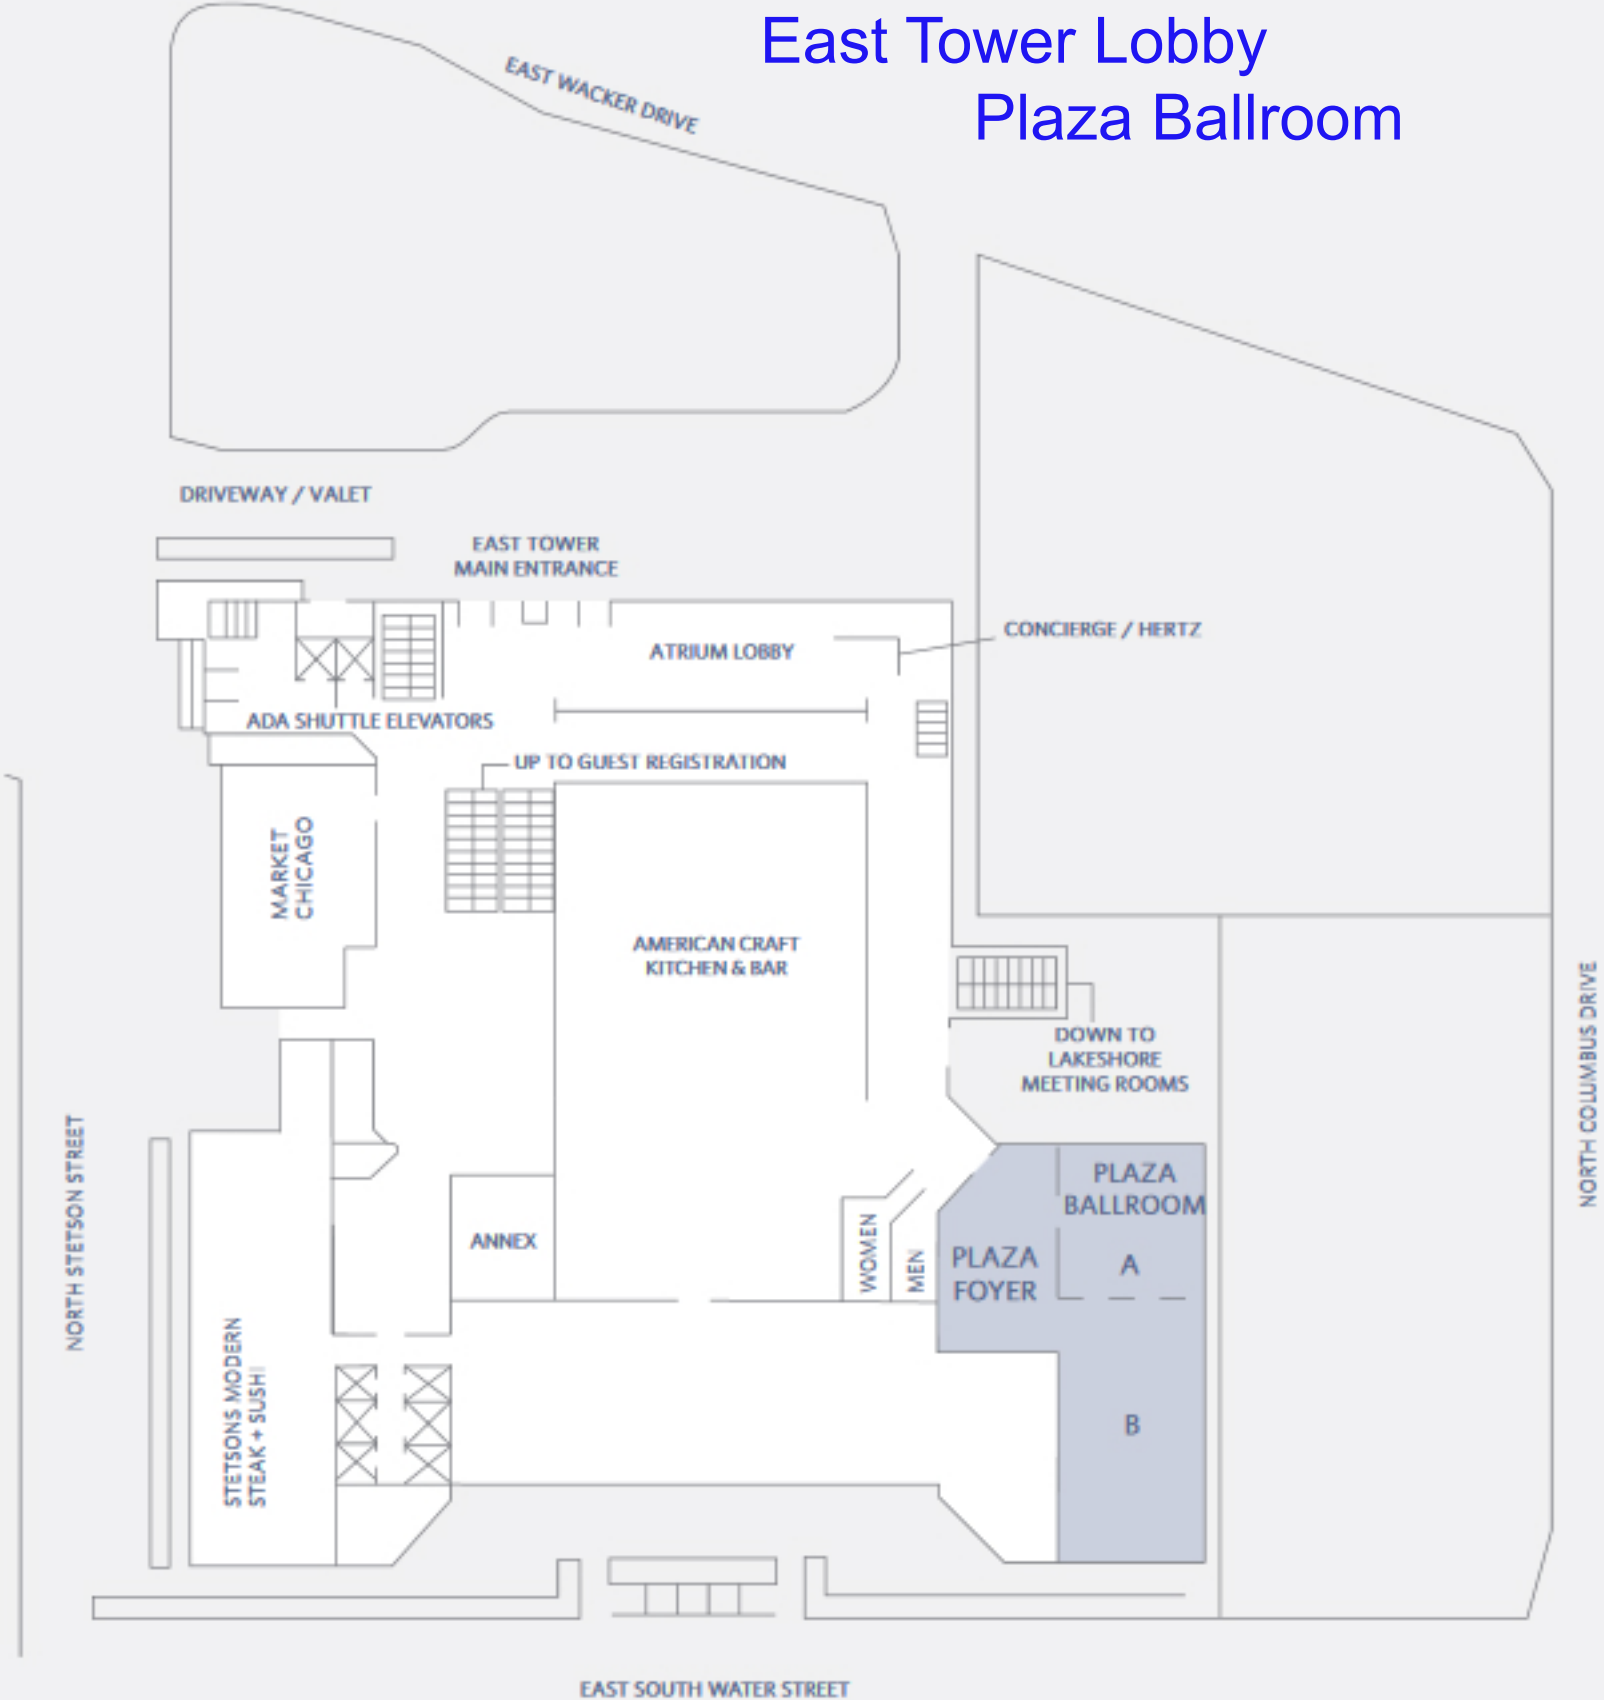 East Tower Lobby
Plaza Ballroom
EAST WACKER DRIVE
DRIVEWAY / VALET
EAST TOWER
MAIN ENTRANCE
CONCIERGE / HERTZ
ATRIUM LOBBY
ADA SHUTTLE ELEVATORS
UP TO GUEST REGISTRATION
MARKET
CHICAGO
AMERICAN CRAFT
KITCHEN & BAR
DOWN TO
LAKESHORE
MEETING ROOMS
NORTH COLUMBUS DRIVE
NORTH STETSON STREET
PLAZA
BALLROOM
ANNEX
WOMEN
MEN
PLAZA
FOYER
A
STETSONS MODERN
STEAK + SUSHI
B
EAST SOUTH WATER STREET